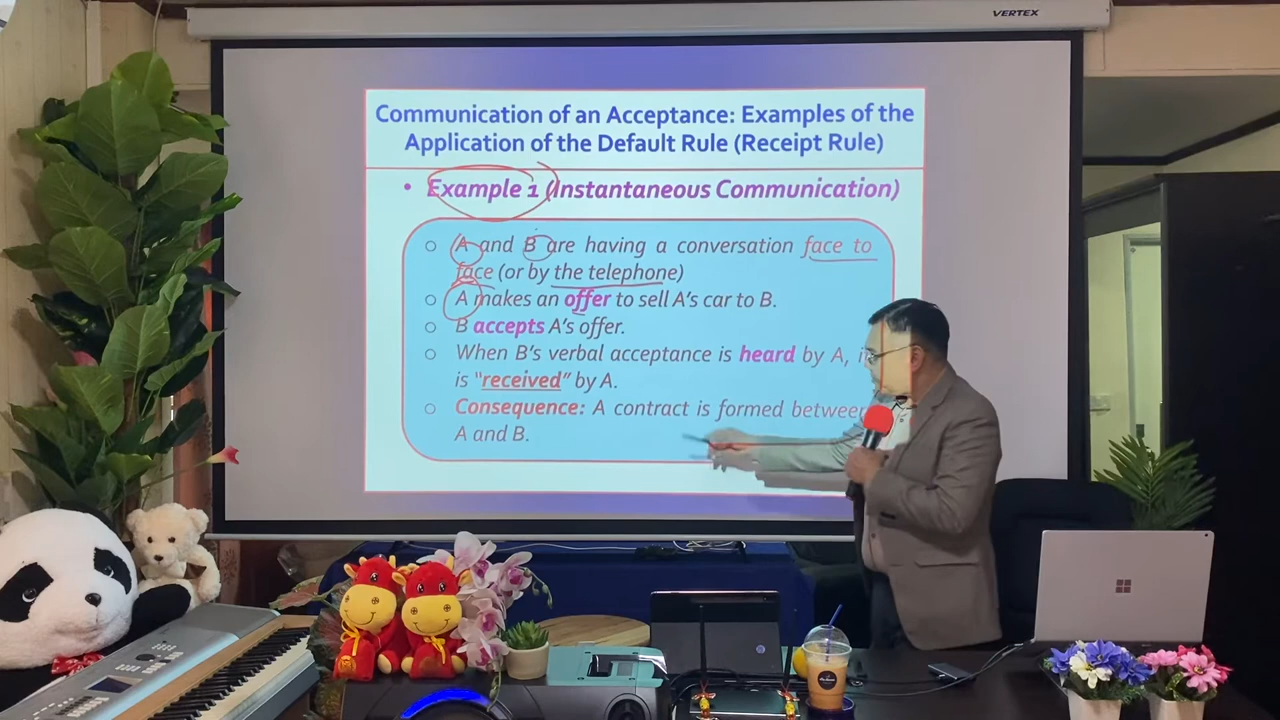 VERTEX
Communication of an Acceptance: Examples of the
Application of the Default Rule (Receipt Rule)
• Example 1 (Instantaneous Communication)
○ A and B are having a conversation face to
face (or by the telephone)
○ A makes an offer to sell A's car to B.
○ B accepts A's offer.
○ When B's verbal acceptance is heard by A,
is "received" by A.
○ Consequence: A contract is formed between
A and B.